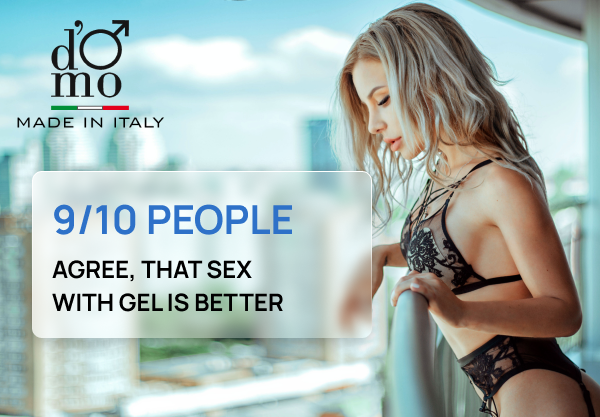 d'o
mo
MADE IN ITALY
9/10 PEOPLE
AGREE, THAT SEX
WITH GEL IS BETTER